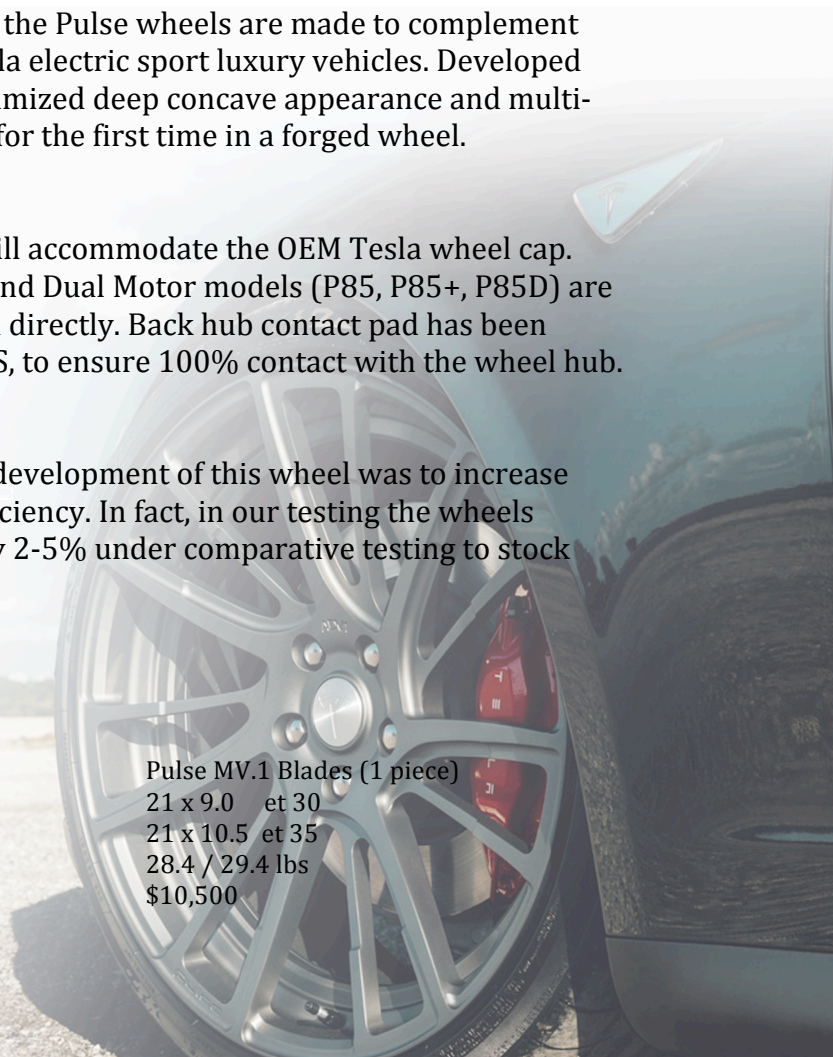 the Pulse wheels are made to complement
la electric sport luxury vehicles. Developed
mized deep concave appearance and multi-
for the first time in a forged wheel.
ill accommodate the OEM Tesla wheel cap.
nd Dual Motor models (P85, P85+, P85D) are
directly. Back hub contact pad has been
S, to ensure 100% contact with the wheel hub.
development of this wheel was to increase
ciency. In fact, in our testing the wheels
y 2-5% under comparative testing to stock
Pulse MV.1 Blades (1 piece)
21 x 9.0 et 30
21 x 10.5 et 35
28.4 / 29.4 lbs
$10,500